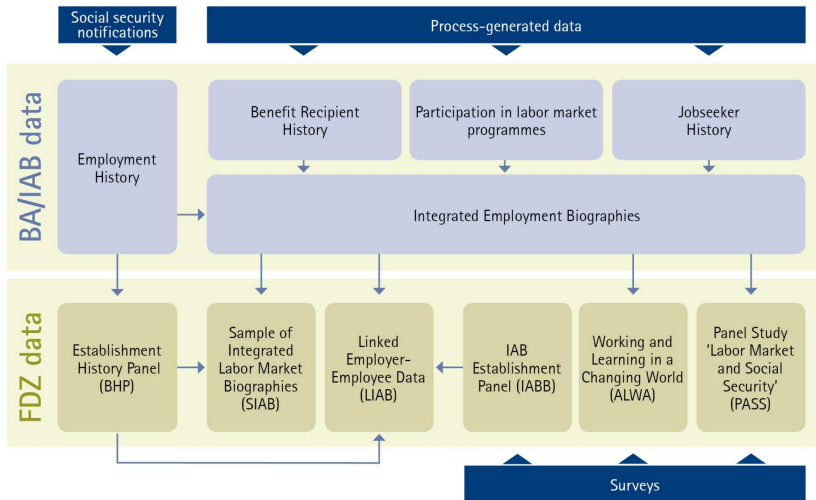 Social security
notifications
Process-generated data
BA/IAB data
Employment
History
Benefit Recipient
History
Participation in labor market
programmes
Jobseeker
History
Integrated Employment Biographies
FDZ data
Establishment
History Panel
(BHP)
Sample of
Integrated
Labor Market
Biographies
(SIAB)
Linked
Employer-
Employee Data
(LIAB)
IAB
Establishment
Panel (IABB)
Working and
Learning in a
Changing World
(ALWA)
Panel Study
'Labor Market
and Social
Security'
(PASS)
Surveys